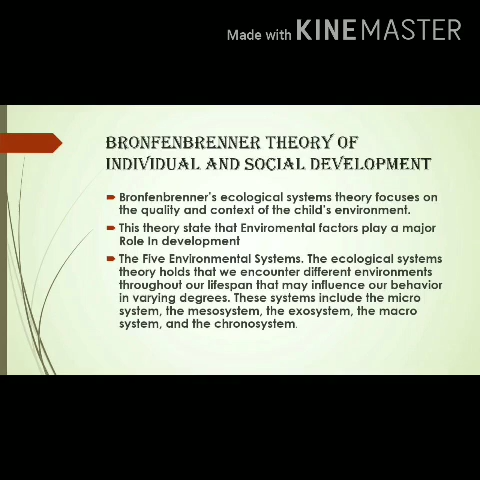 Made with KINEMASTER
BRONFENBRENNER THEORY OF
INDIVIDUAL AND SOCIAL DEVELOPMENT
Bronfenbrenner's ecological systems theory focuses on
the quality and context of the child's environment.
This theory state that Enviromental factors play a major
Role In development
The Five Environmental Systems. The ecological systems
theory holds that we encounter different environments
throughout our lifespan that may influence our behavior
in varying degrees. These systems include the micro
system, the mesosystem, the exosystem, the macro
system, and the chronosystem.